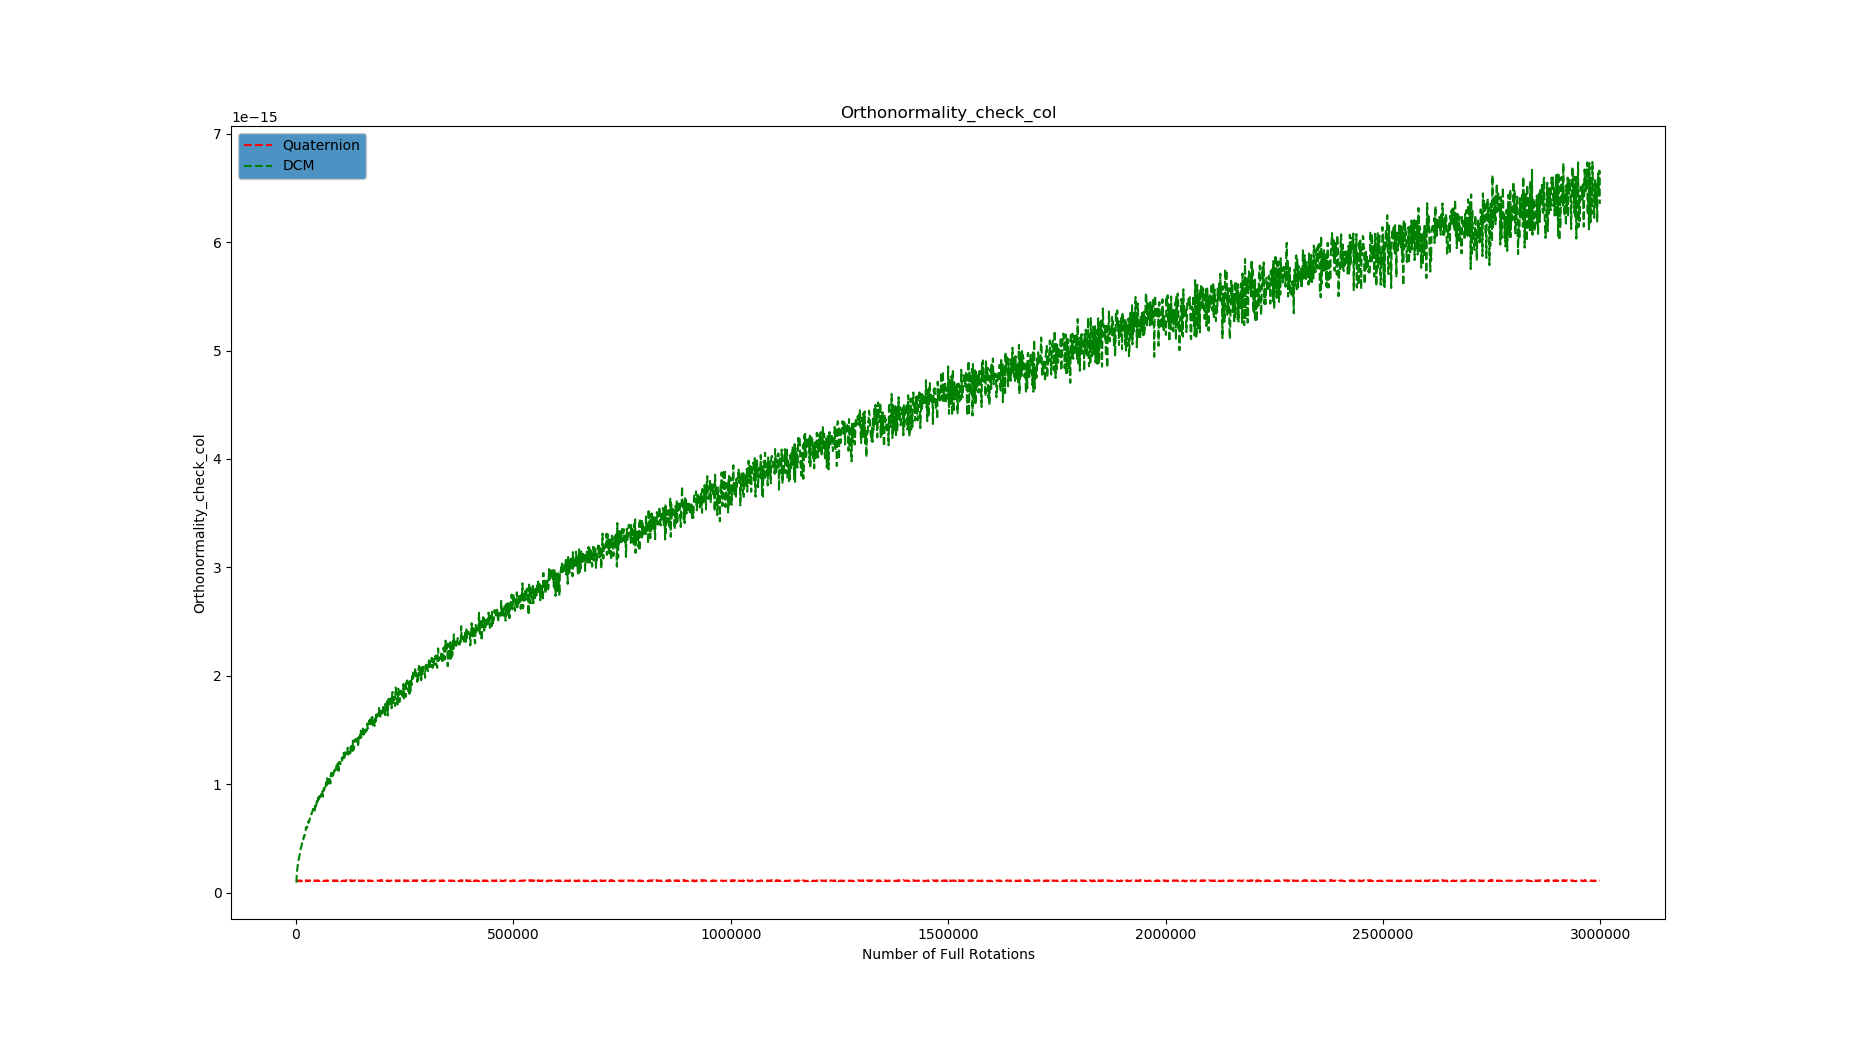 Orthonormality_check_col
1e−15
Quaternion
DCM
7
6
5
4
3
2
1
0
Orthonormality_check_col
0 500000 1000000 1500000 2000000 2500000 3000000
Number of Full Rotations